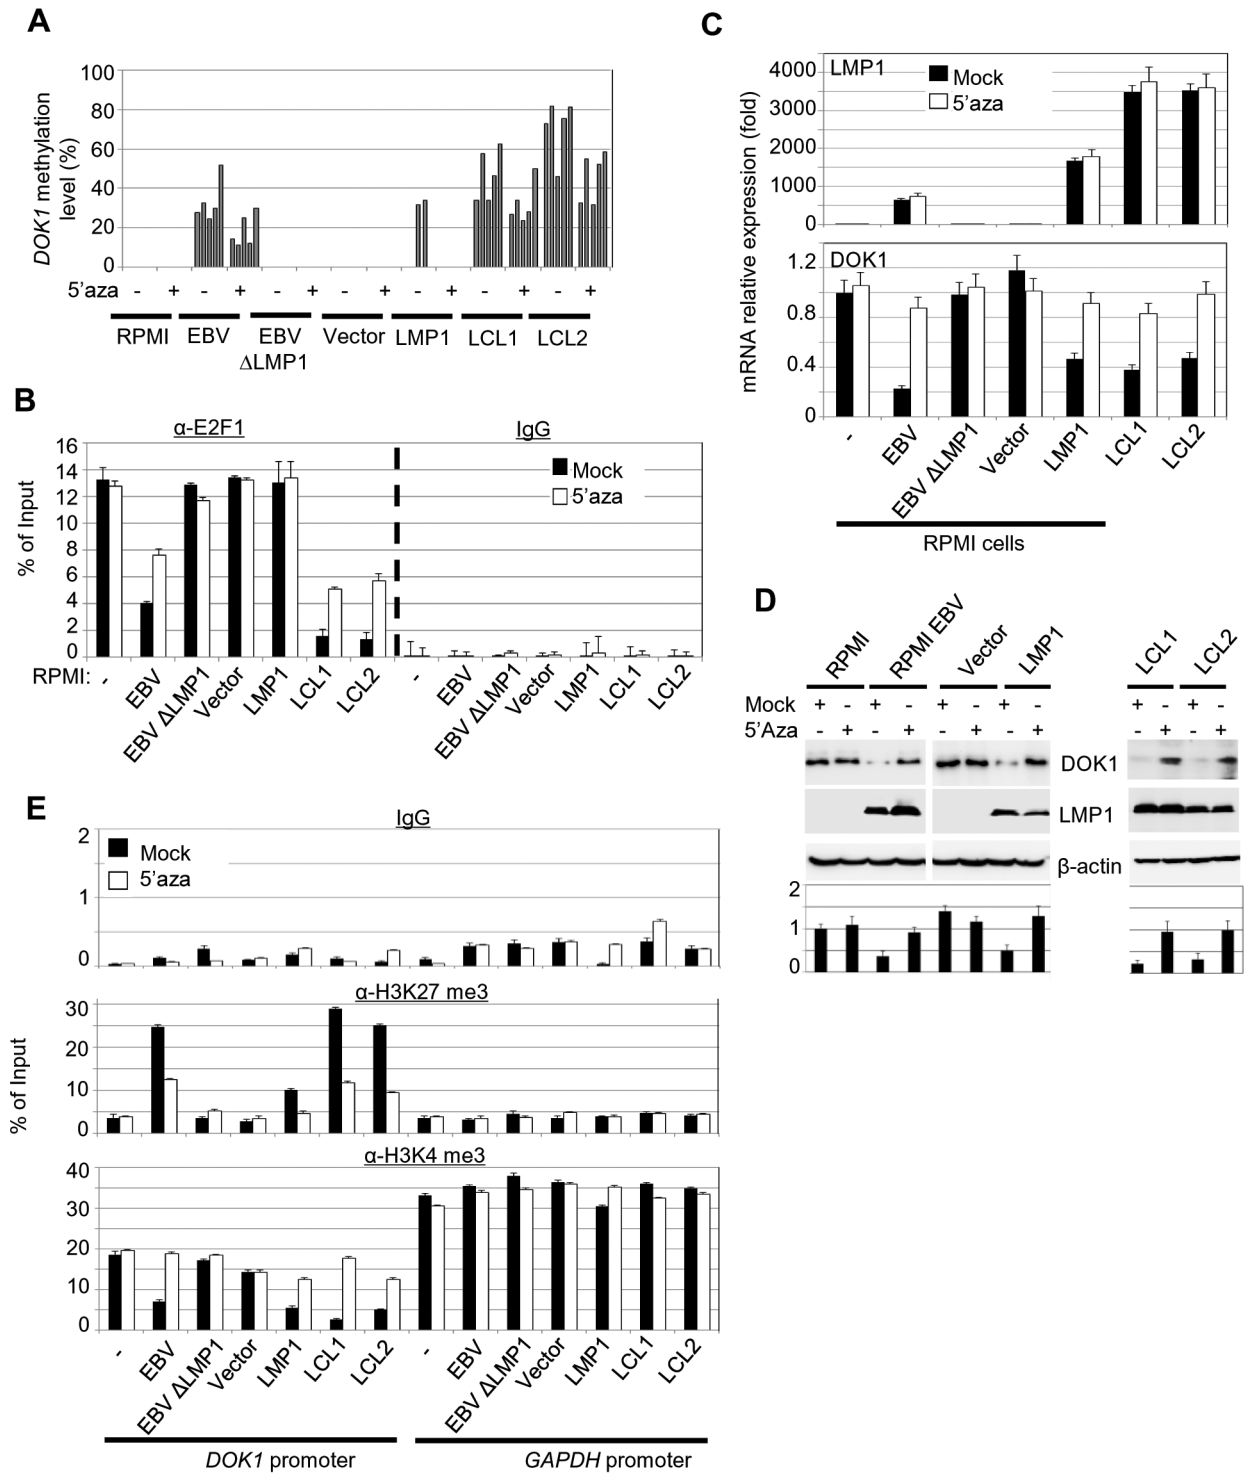 A
100
80
60
40
20
0
DOK1 methylation
level (%)
5'aza - + - + - + - + - + - + - +
RPMI EBV EBV Vector LMP1 LCL1 LCL2
ΔLMP1
B
α-E2F1 IgG
16
14
12
10
8
6
4
2
0
% of Input
Mock
5'aza
RPMI: - EBV EBV ΔLMP1 Vector LMP1 LCL1 LCL2 - EBV EBV ΔLMP1 Vector LMP1 LCL1 LCL2
C
LMP1
Mock
5'aza
4000
3000
2000
1000
0
mRNA relative expression (fold)
DOK1
1.2
0.8
0.4
0
- EBV EBV ΔLMP1 Vector LMP1 LCL1 LCL2
RPMI cells
D
RPMI RPMI EBV Vector LMP1 LCL1 LCL2
Mock + - + - + - + - + - + -
5'Aza - + - + - + - + - + - +
DOK1
LMP1
β-actin
2
1
0
E
IgG
2
1
0
Mock
5'aza
α-H3K27 me3
30
20
10
0
% of Input
α-H3K4 me3
40
30
20
10
0
- EBV EBV ΔLMP1 Vector LMP1 LCL1 LCL2 - EBV EBV ΔLMP1 Vector LMP1 LCL1 LCL2
DOK1 promoter GAPDH promoter